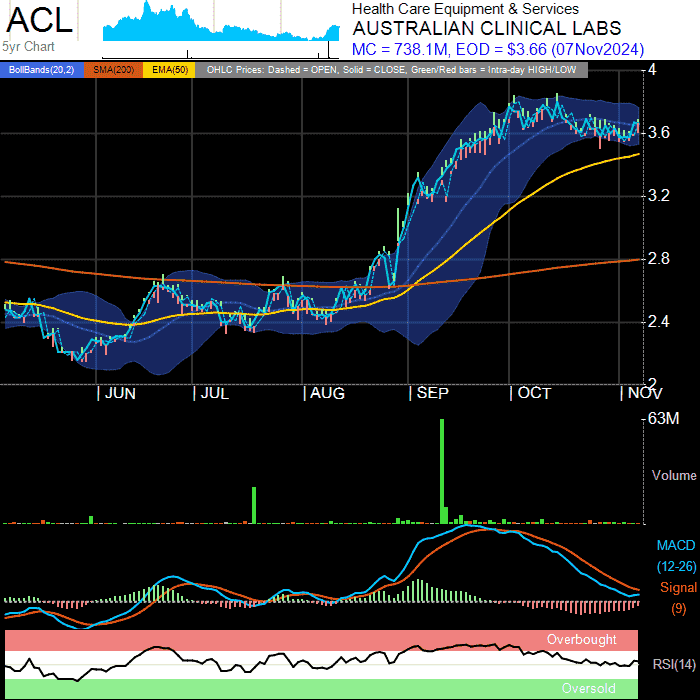 ACL
5yr Chart
Health Care Equipment & Services
AUSTRALIAN CLINICAL LABS
MC = 738.1M, EOD = $3.66 (07Nov2024)
BollBands(20,2) SMA(200) EMA(50) OHLC Prices: Dashed = OPEN, Solid = CLOSE, Green/Red bars = Intra-day HIGH/LOW
4
3.6
3.2
2.8
2.4
2
JUN JUL AUG SEP OCT NOV
63M
Volume
MACD
(12-26)
Signal
(9)
Overbought
RSI(14)
Oversold